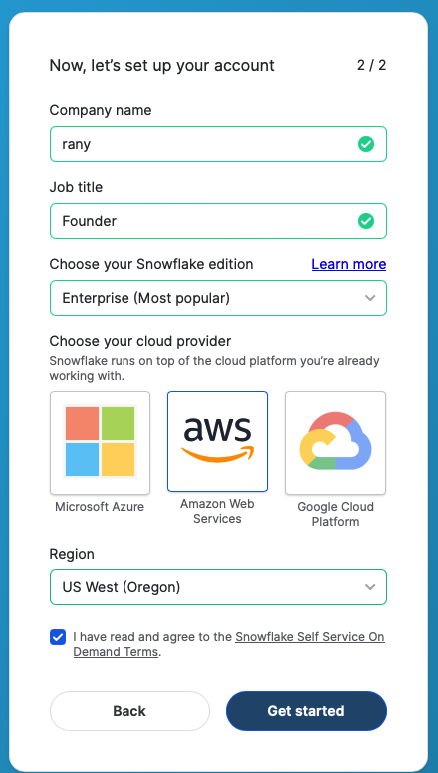 Now, let's set up your account
2 / 2
Company name
rany
Job title
Founder
Choose your Snowflake edition
Learn more
Enterprise (Most popular)
Choose your cloud provider
Snowflake runs on top of the cloud platform you're already
working with.
aws
Microsoft Azure
Amazon Web
Services
Google Cloud
Platform
Region
US West (Oregon)
I have read and agree to the Snowflake Self Service On
Demand Terms.
Back
Get started